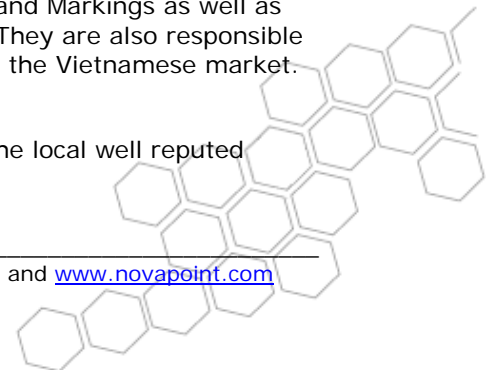 and Markings as well as
They are also responsible
the Vietnamese market.
he local well reputed
and www.novapoint.com